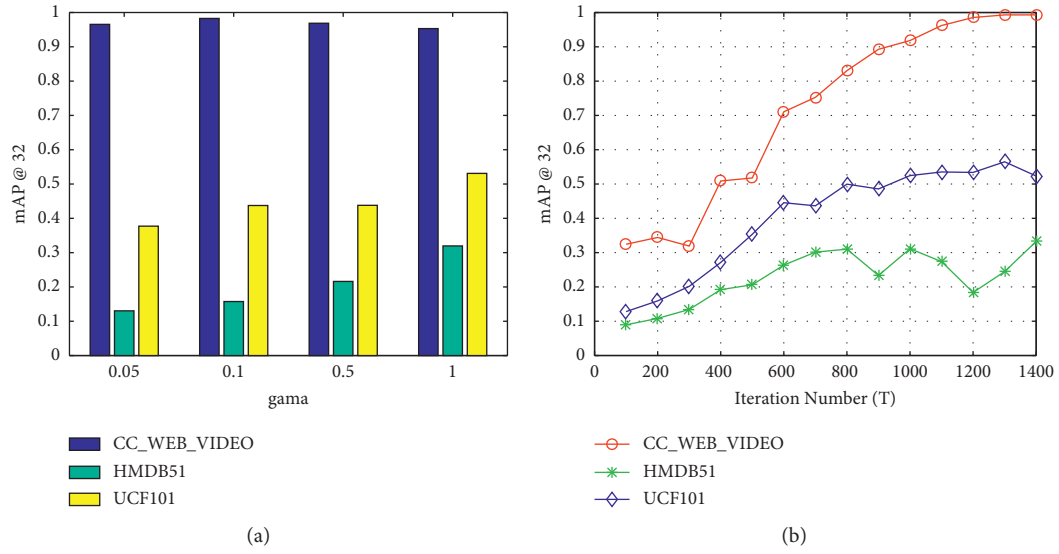 1
0.9
0.8
0.7
0.6
0.5
0.4
0.3
0.2
0.1
0
mAP @ 32
0.05 0.1 0.5 1
gama
CC_WEB_VIDEO
HMDB51
UCF101
(a)
1
0.9
0.8
0.7
0.6
0.5
0.4
0.3
0.2
0.1
0
mAP @ 32
0 200 400 600 800 1000 1200 1400
Iteration Number (T)
CC_WEB_VIDEO
HMDB51
UCF101
(b)